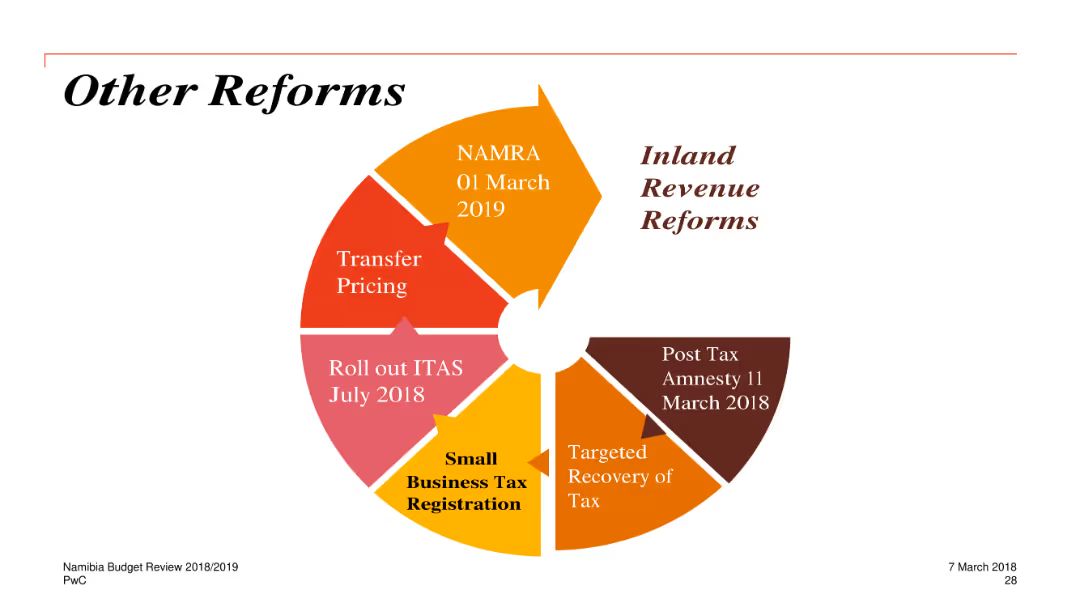 Other Reforms
NAMRA
01 March
2019
Inland
Revenue
Reforms
Transfer
Pricing
Roll out ITAS
July 2018
Small
Business Tax
Registration
Targeted
Recovery of
Tax
Post Tax
Amnesty 11
March 2018
Namibia Budget Review 2018/2019
PwC
7 March 2018
28